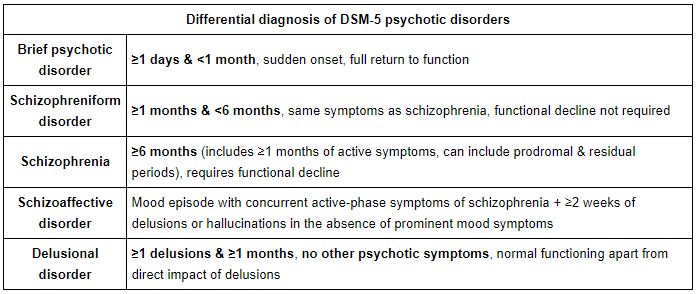 Differential diagnosis of DSM-5 psychotic disorders
Brief psychotic
disorder
≥1 days & <1 month, sudden onset, full return to function
Schizophreniform
disorder
≥1 months & <6 months, same symptoms as schizophrenia, functional decline not required
Schizophrenia
≥6 months (includes ≥1 months of active symptoms, can include prodromal & residual
periods), requires functional decline
Schizoaffective
disorder
Mood episode with concurrent active-phase symptoms of schizophrenia + ≥2 weeks of
delusions or hallucinations in the absence of prominent mood symptoms
Delusional
disorder
≥1 delusions & ≥1 months, no other psychotic symptoms, normal functioning apart from
direct impact of delusions